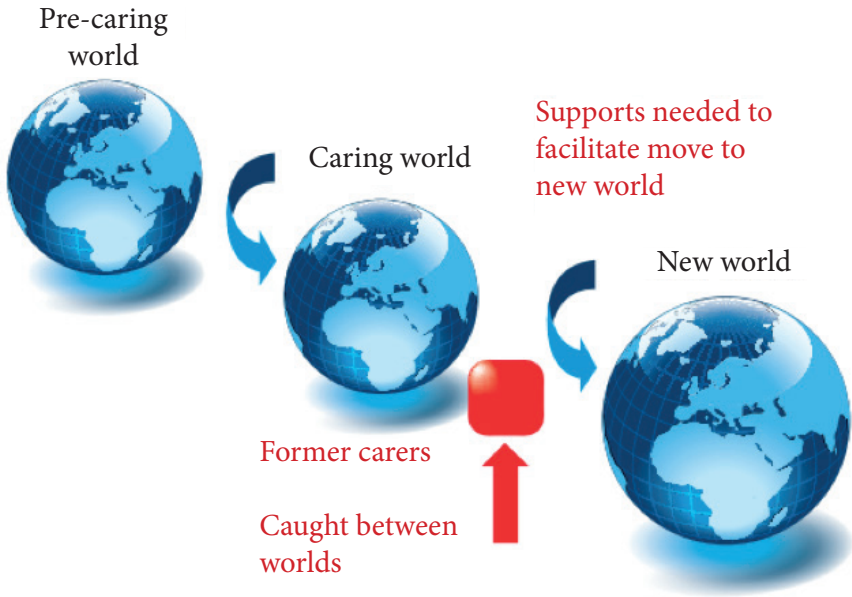 Pre-caring
world
Caring world
Supports needed to
facilitate move to
new world
New world
Former carers
Caught between
worlds